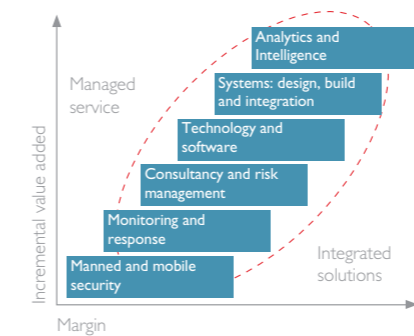 Analytics and
Intelligence
Managed
service
Systems: design, build
and integration
Technology and
software
Consultancy and risk
management
Monitoring and
response
Integrated
solutions
Manned and mobile
security
Incremental value added
Margin